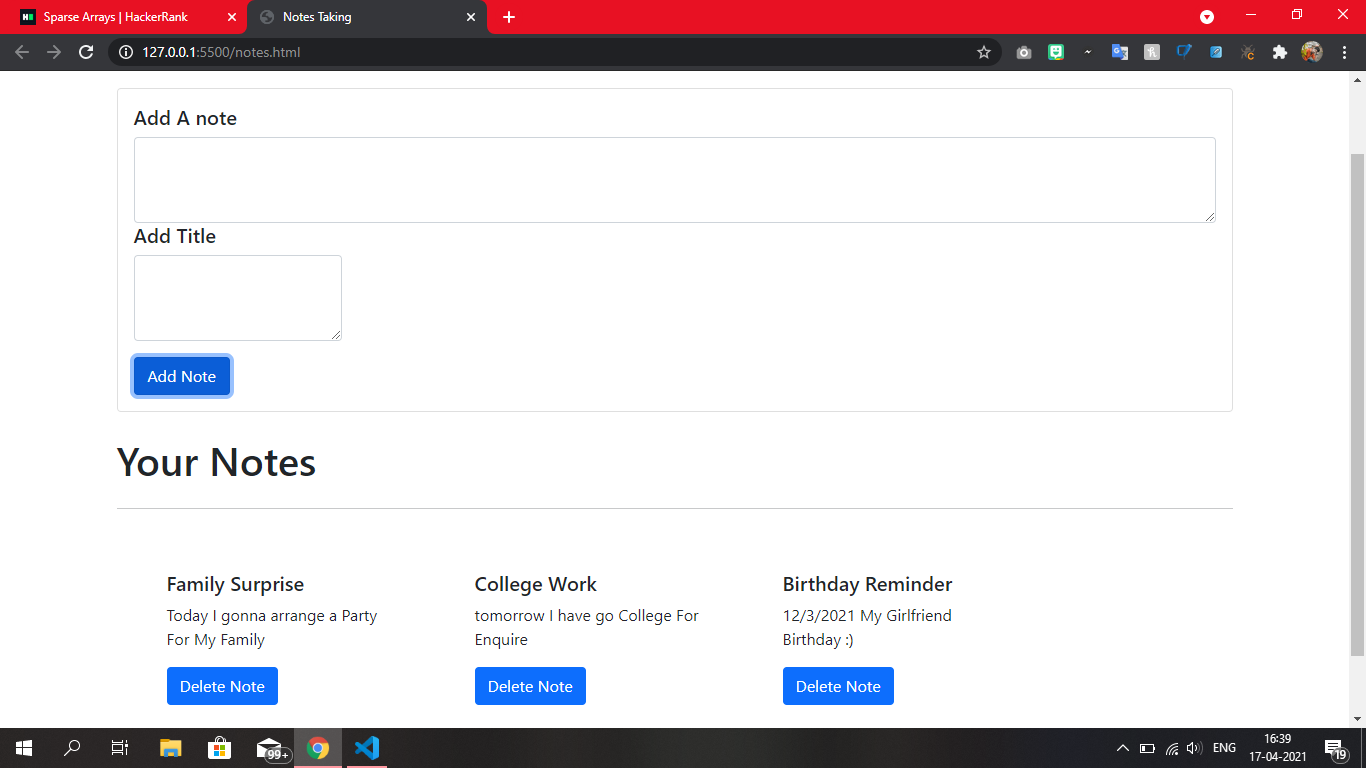 Sparse Arrays | HackerRank
Notes Taking
127.0.0.1:5500/notes.html
Add A note
Add Title
Add Note
Your Notes
Family Surprise
Today I gonna arrange a Party
For My Family
Delete Note
College Work
tomorrow I have go College For
Enquire
Delete Note
Birthday Reminder
12/3/2021 My Girlfriend
Birthday :)
Delete Note
99+
ENG
16:39
17-04-2021
19